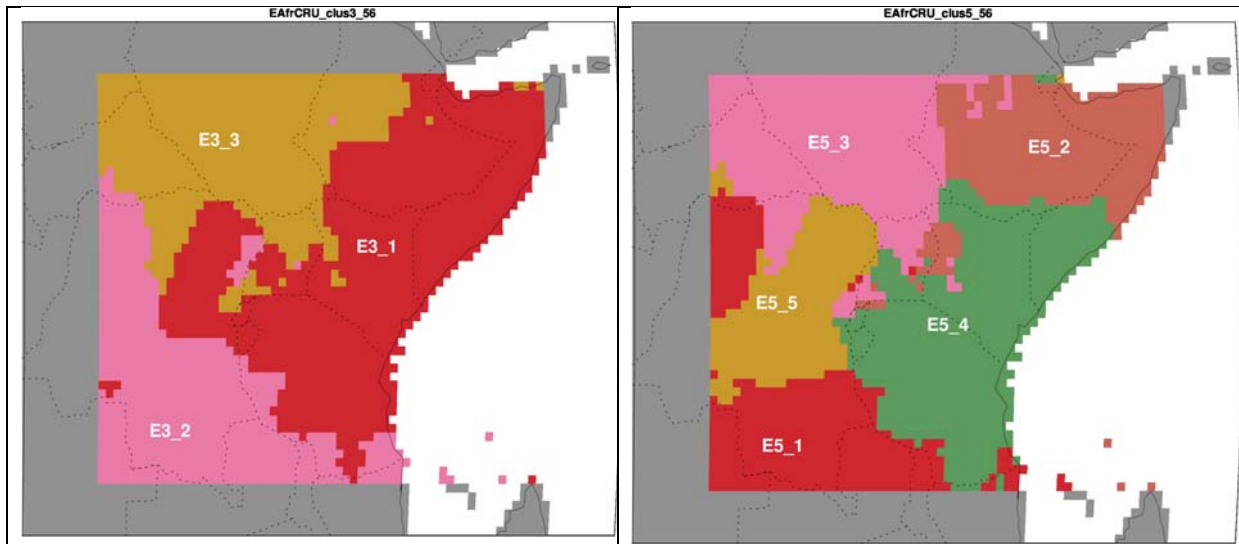 EAfrCRU_clus3_56
E3_3
E3_1
E3_2
EAfrCRU_clus5_56
E5_3
E5_2
E5_5
E5_4
E5_1